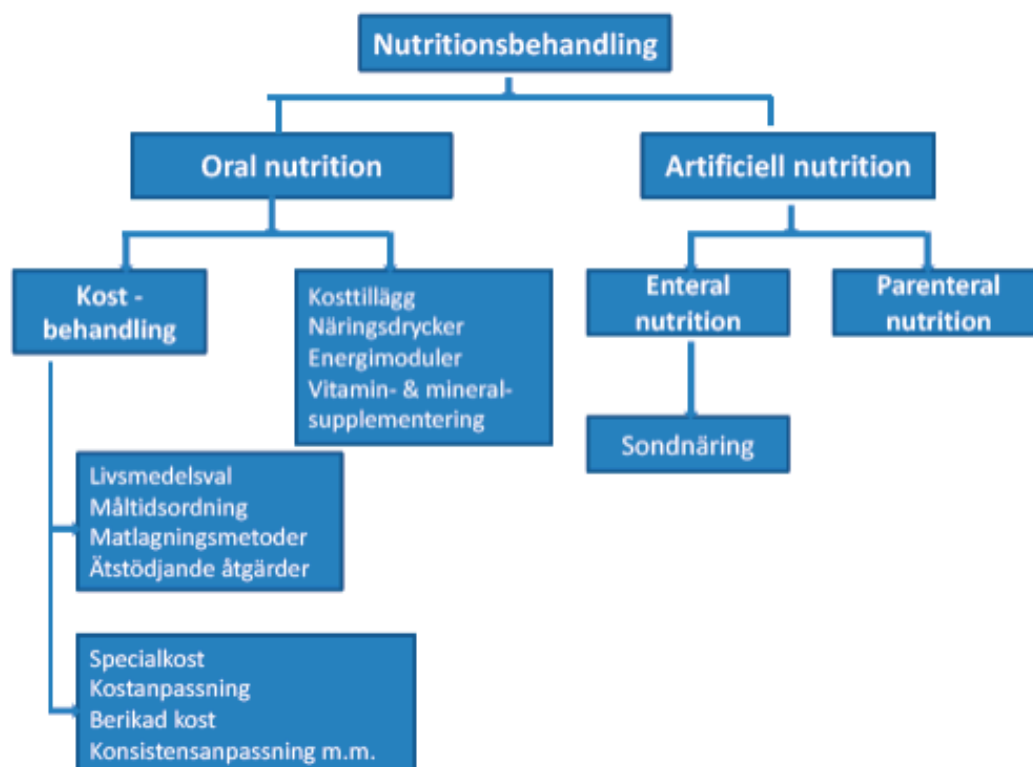 Nutritionsbehandling
Oral nutrition
Artificiell nutrition
Kost -
behandling
Kosttillägg
Näringsdrycker
Energimoduler
Vitamin- & mineral-
supplementering
Enteral
nutrition
Parenteral
nutrition
Sondnäring
Livsmedelsval
Måltidsordning
Matlagningsmetoder
Ätstödjande åtgärder
Specialkost
Kostanpassning
Berikad kost
Konsistensanpassning m.m.